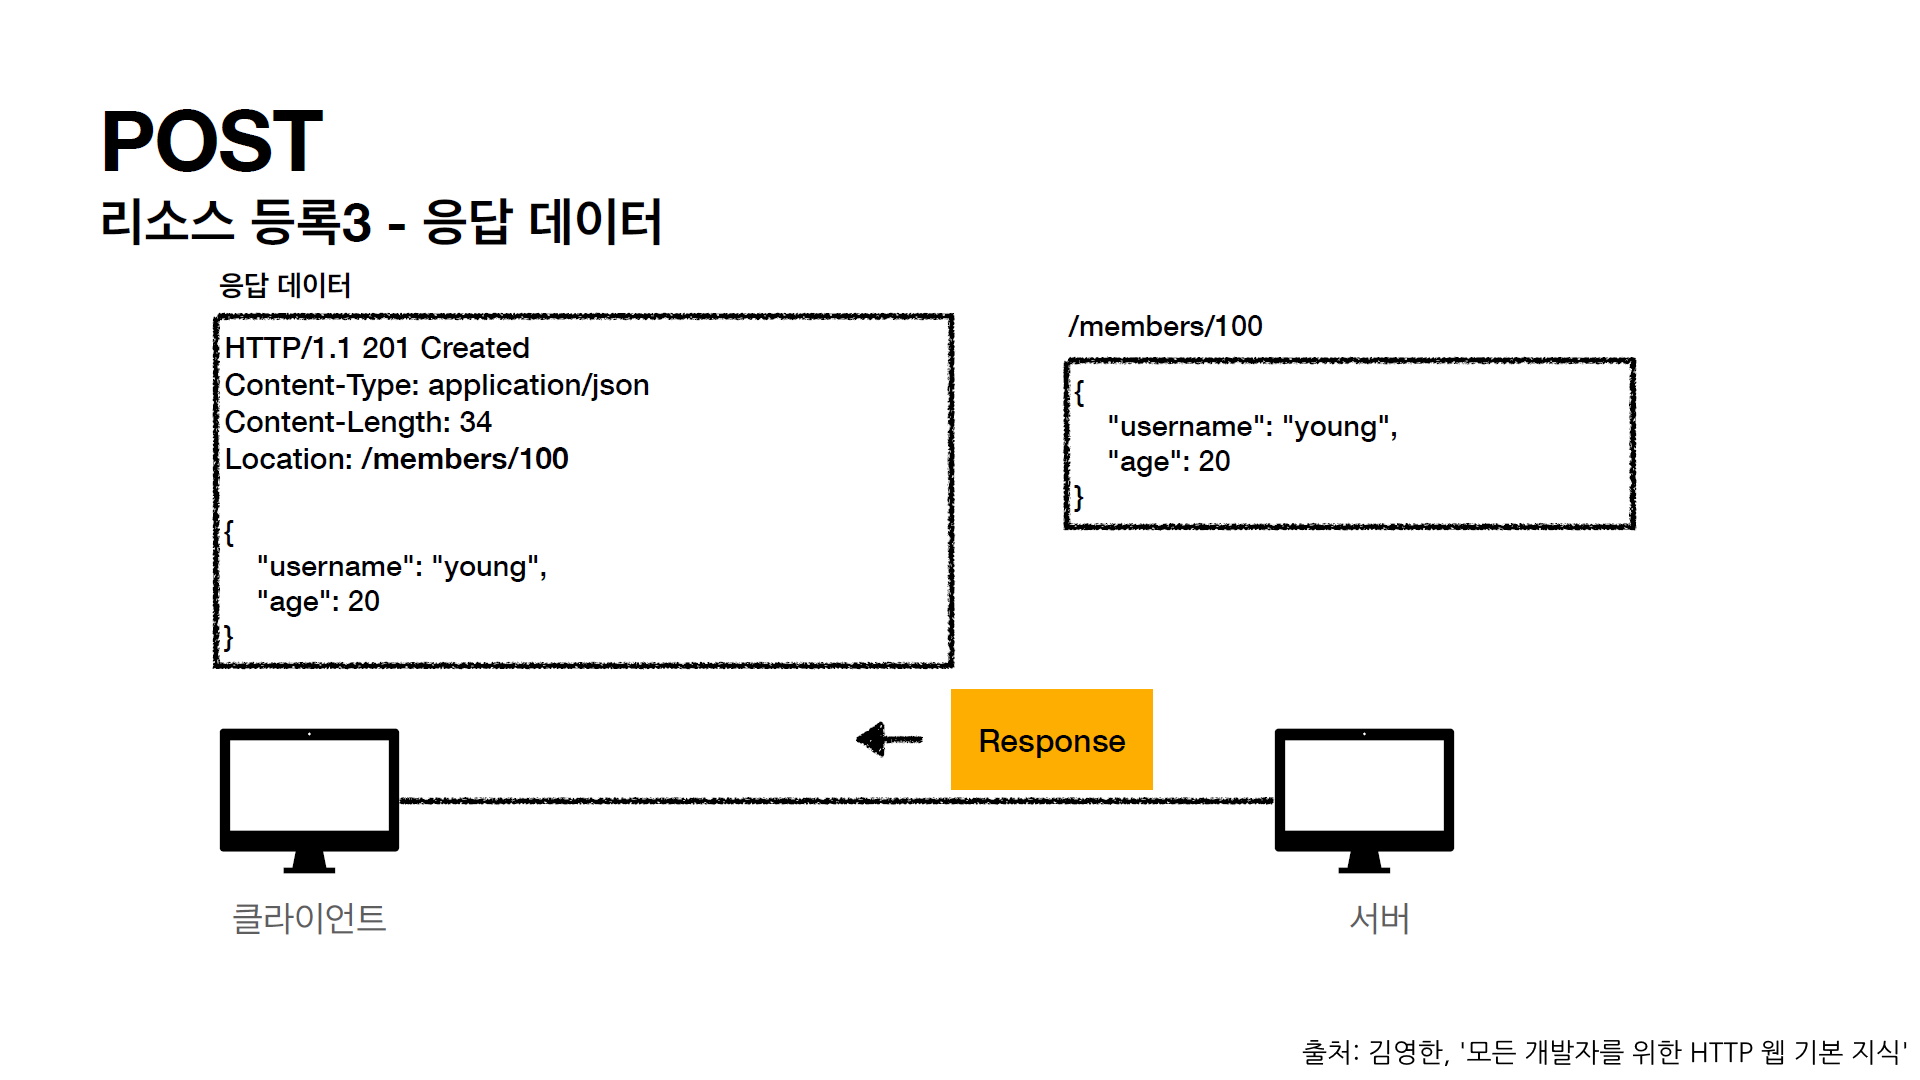 POST
리소스 등록3 - 응답 데이터
응답 데이터
HTTP/1.1 201 Created
Content-Type: application/json
Content-Length: 34
Location: /members/100
{
"username": "young",
"age": 20
}
/members/100
{
"username": "young",
"age": 20
}
Response
클라이언트
서버
출처: 김영한, '모든 개발자를 위한 HTTP 웹 기본 지식'